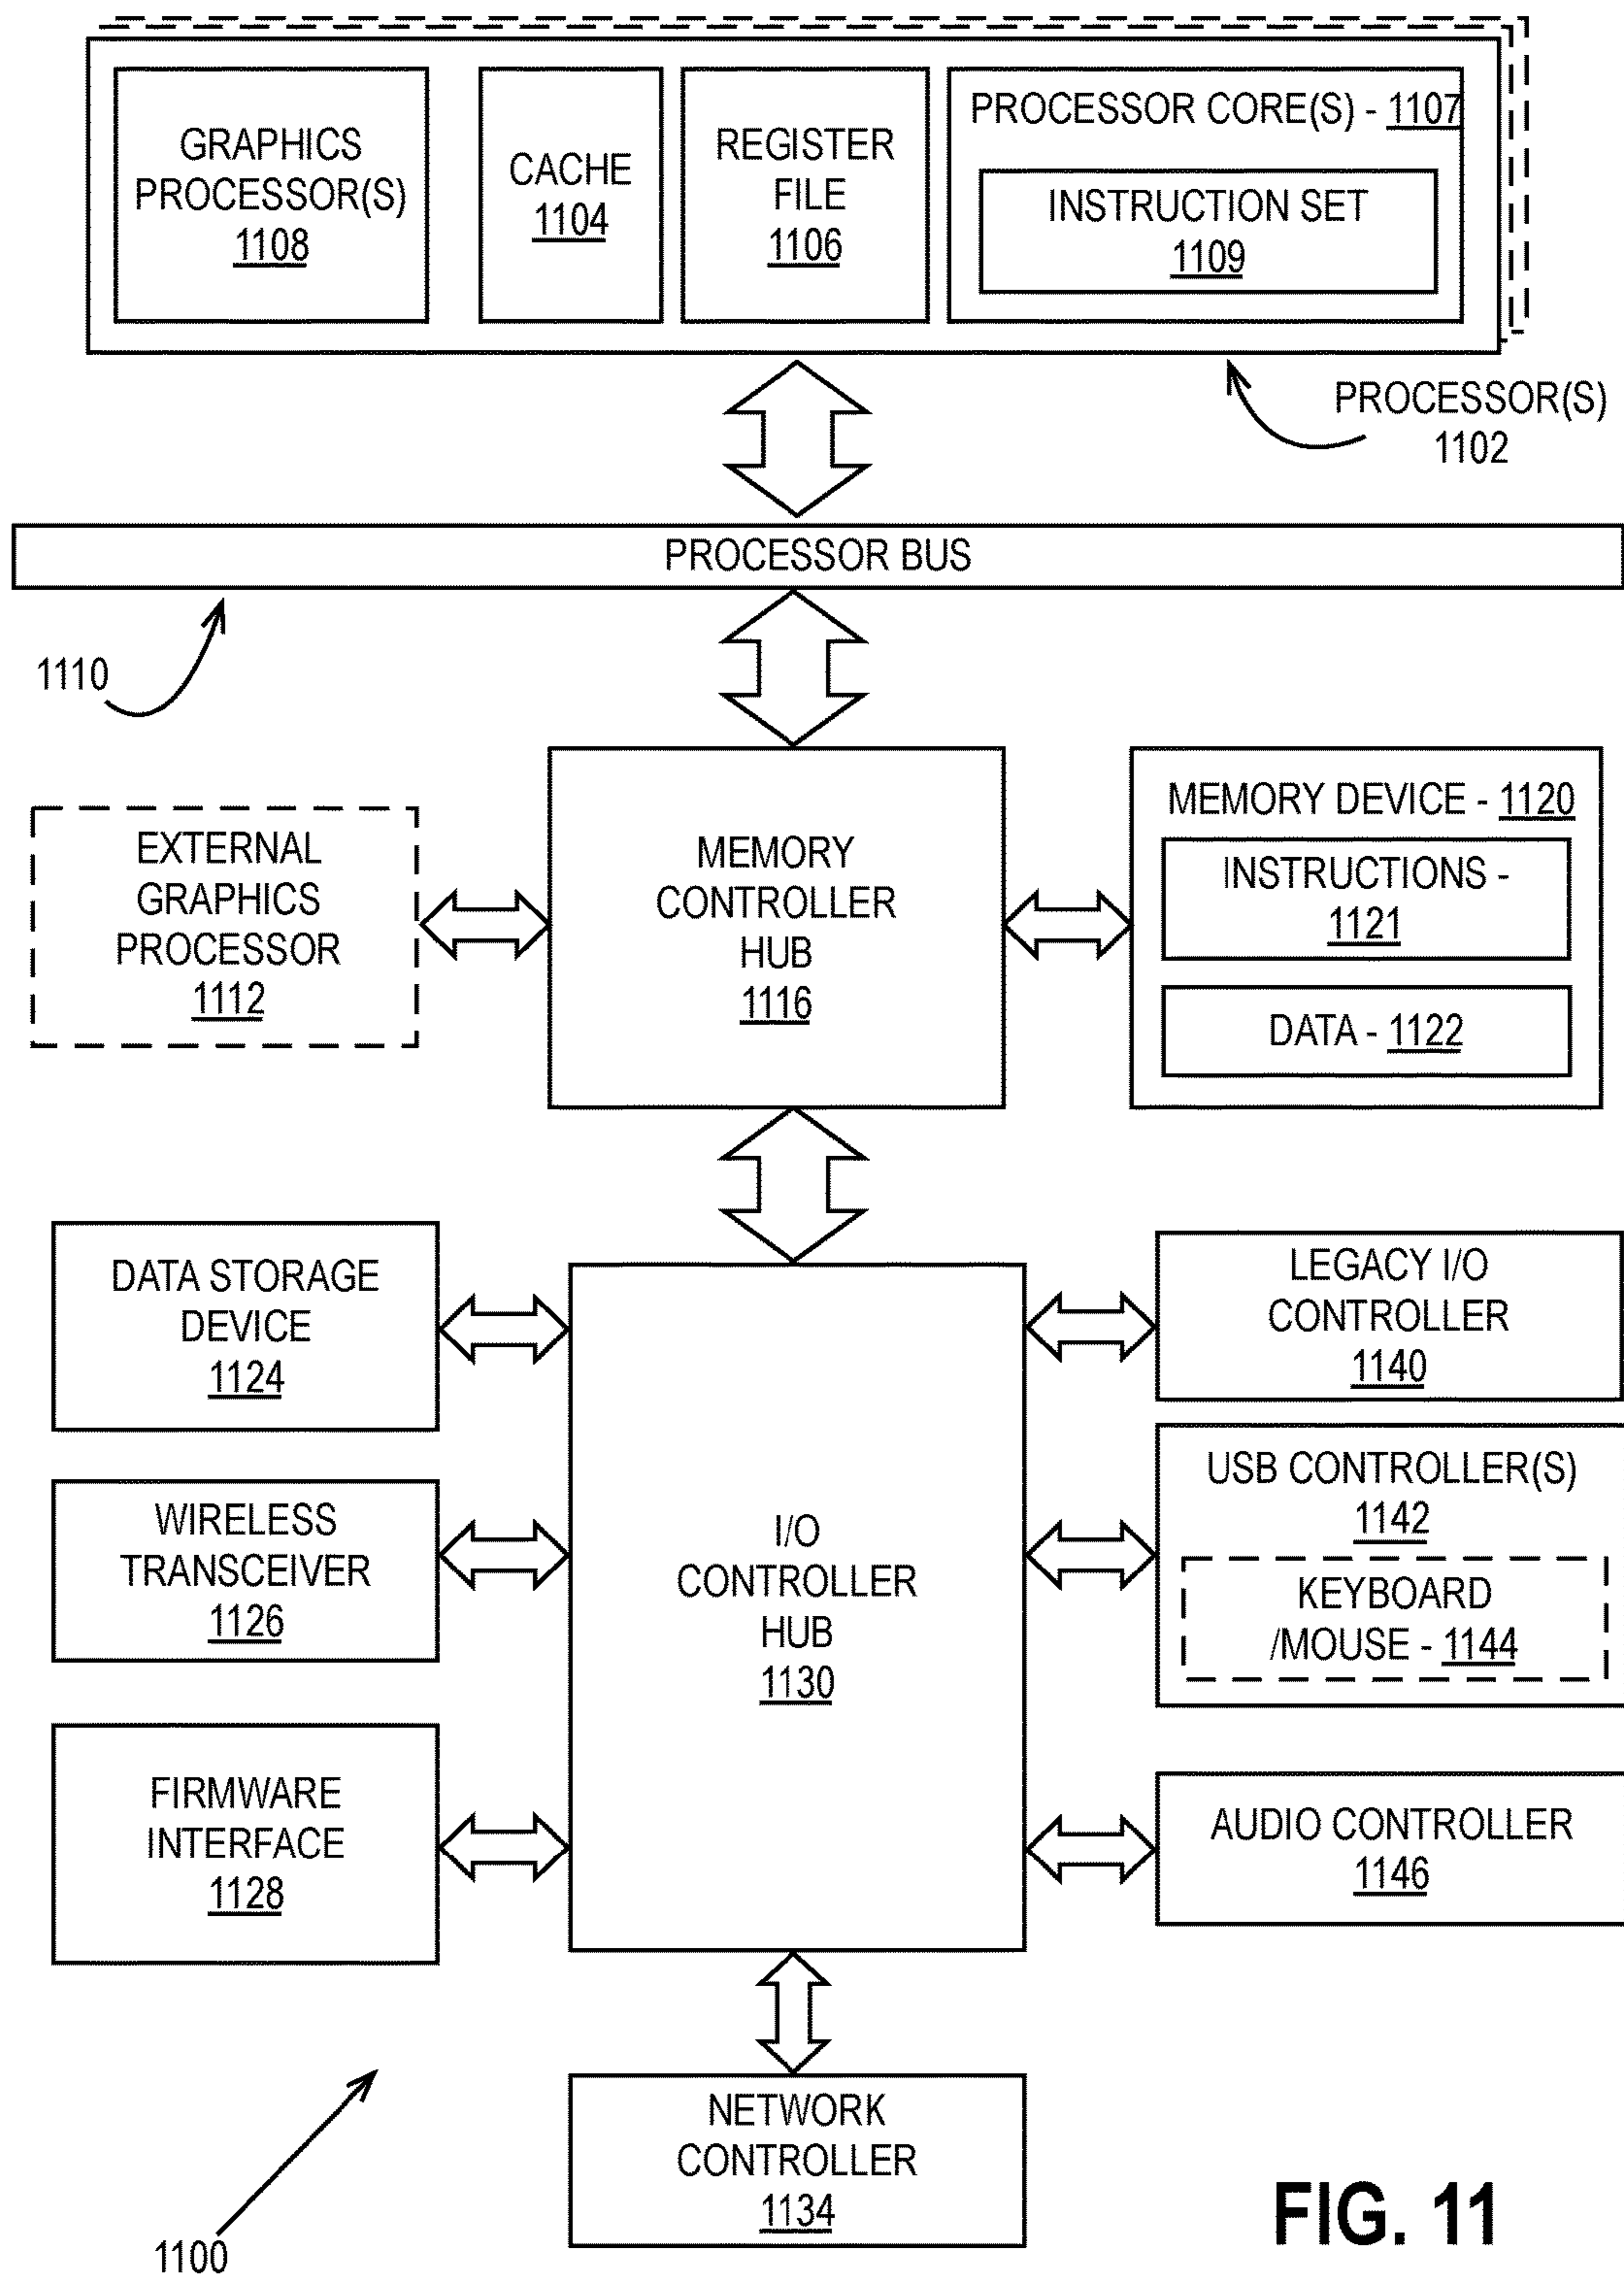 GRAPHICS
PROCESSOR(S)
1108
CACHE
1104
REGISTER
FILE
1106
PROCESSOR CORE(S) - 1107
INSTRUCTION SET
1109
PROCESSOR(S)
1102
PROCESSOR BUS
1110
EXTERNAL
GRAPHICS
PROCESSOR
1112
MEMORY
CONTROLLER
HUB
1116
MEMORY DEVICE - 1120
INSTRUCTIONS -
1121
DATA - 1122
DATA STORAGE
DEVICE
1124
WIRELESS
TRANSCEIVER
1126
FIRMWARE
INTERFACE
1128
I/O
CONTROLLER
HUB
1130
LEGACY I/O
CONTROLLER
1140
USB CONTROLLER(S)
1142
KEYBOARD
/MOUSE - 1144
AUDIO CONTROLLER
1146
NETWORK
CONTROLLER
1134
1100
FIG. 11